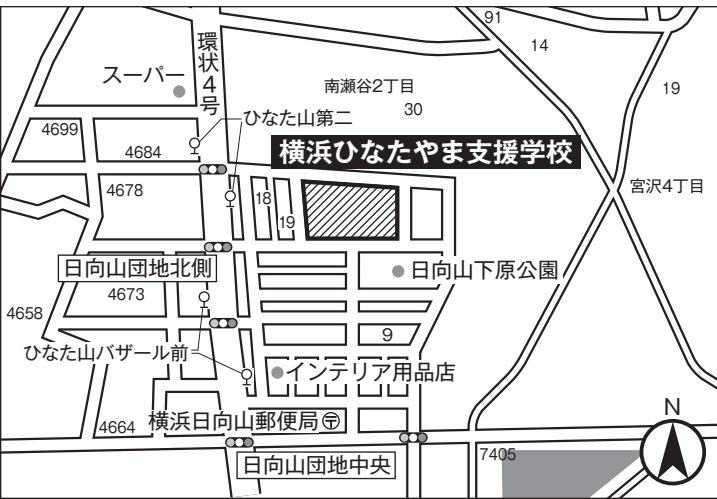 91
14
環状4号
スーパー
南瀬谷2丁目
19
30
ひなた山第二
4699
横浜ひなたやま支援学校
4684
4678
18
宮沢4丁目
19
日向山団地北側
日向山下原公園
4673
4658
9
ひなた山バザール前
インテリア用品店
N
4664
横浜日向山郵便局〶
7405
日向山団地中央